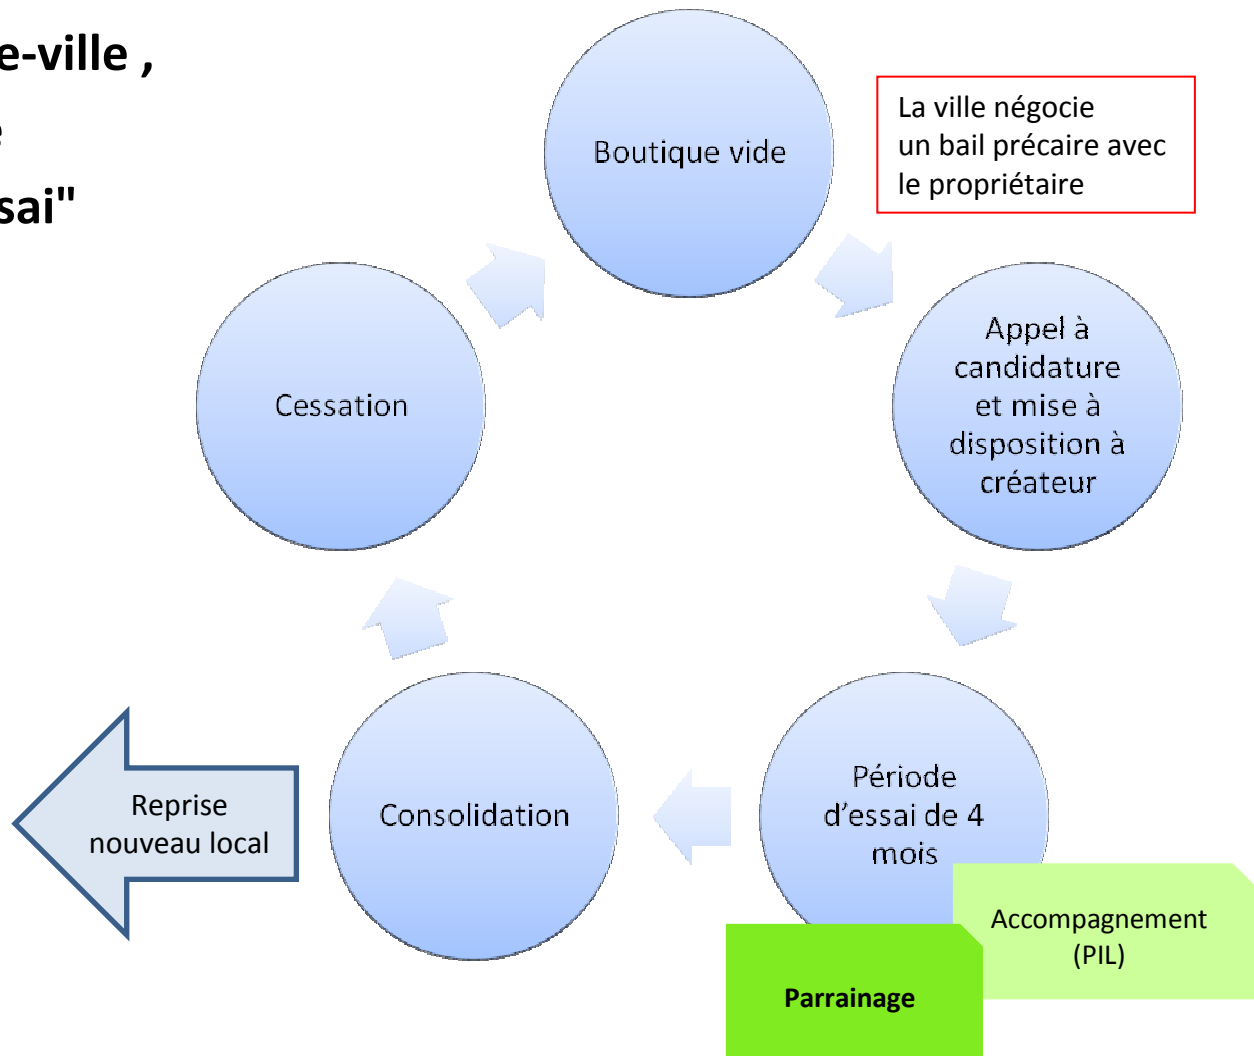 e-ville ,
e
sai"
Boutique vide
La ville négocie
un bail précaire avec
le propriétaire
Appel à
candidature
et mise à
disposition à
créateur
Période
d'essai de 4
mois
Accompagnement
(PIL)
Parrainage
Consolidation
Reprise
nouveau local
Cessation